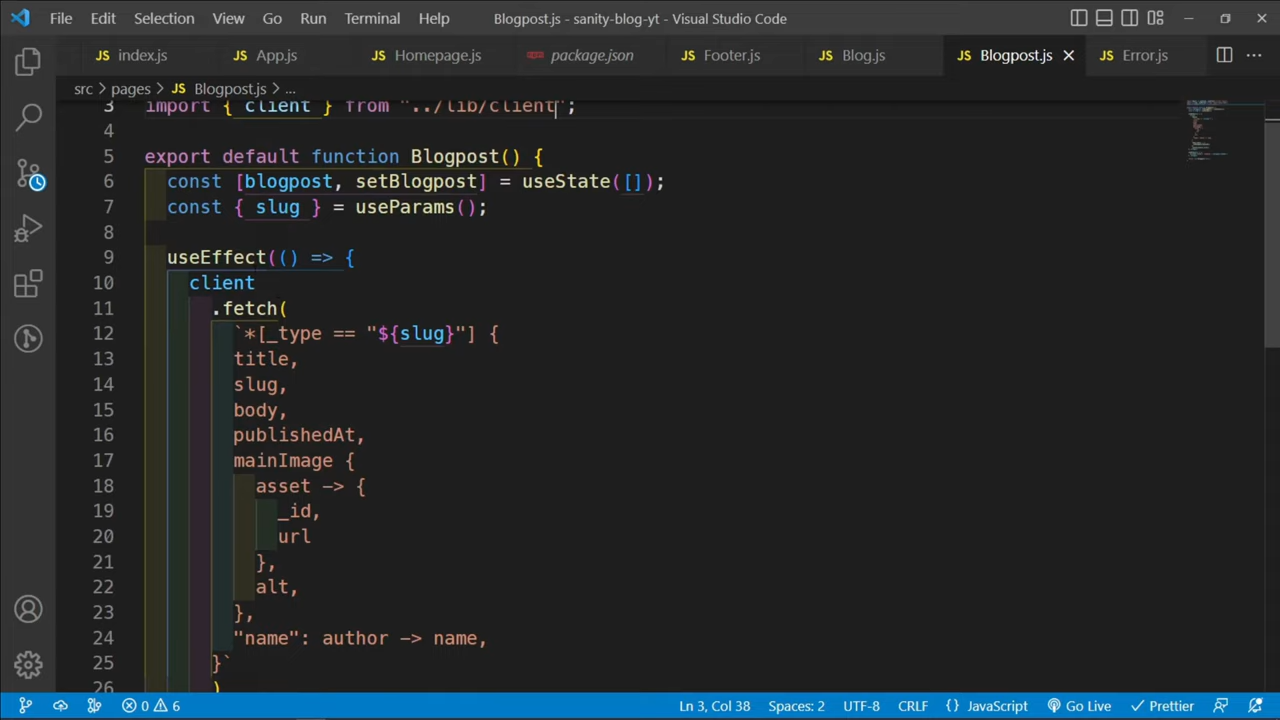 File Edit Selection View Go Run Terminal Help Blogpost.js - sanity-blog-yt - Visual Studio Code
JS index.js JS App.js JS Homepage.js package.json JS Footer.js JS Blog.js JS Blogpost.js JS Error.js
src > pages > JS Blogpost.js > ...
3 import { client } from "../lib/client";
4
5 export default function Blogpost() {
6 const [blogpost, setBlogpost] = useState([]);
7 const { slug } = useParams();
8
9 useEffect(() => {
10 client
11 .fetch(
12 `*[_type == "${slug}"] {
13 title,
14 slug,
15 body,
16 publishedAt,
17 mainImage {
18 asset -> {
19 _id,
20 url
21 },
22 alt,
23 },
24 "name": author -> name,
25 }`
26 )
0 6 Ln 3, Col 38 Spaces: 2 UTF-8 CRLF {} JavaScript Go Live Prettier